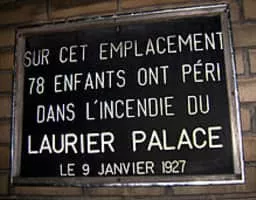 SUR CET EMPLACEMENT
78 ENFANTS ONT PÉRI
DANS L'INCENDIE DU
LAURIER PALACE
LE 9 JANVIER 1927